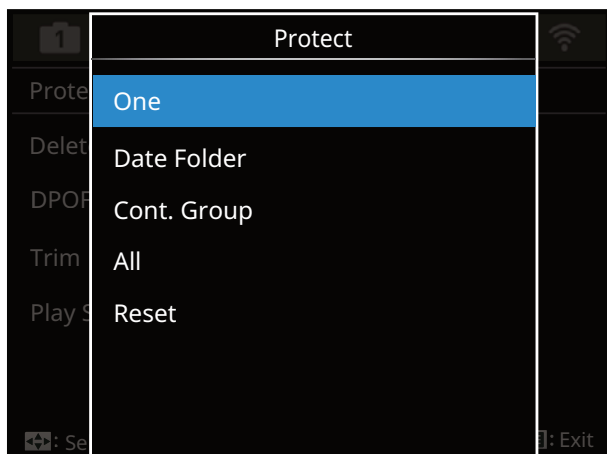 1
Protect
Prote
One
Delet
Date Folder
DPOF
Cont. Group
Trim
All
Play S
Reset
: Se
: Exit